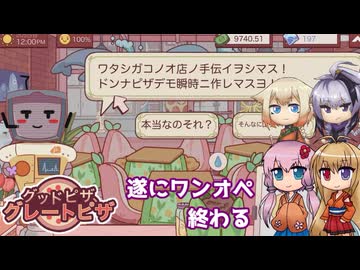 12:00PM
100%
9740.51
197
ワタシガコノオ店ノ手伝イヲシマス！
ドンナピザデモ瞬時ニ作レマスヨ！
本当なのそれ？
そんなに
グッドピザ
グレートピザ
遂にワンオペ
終わる